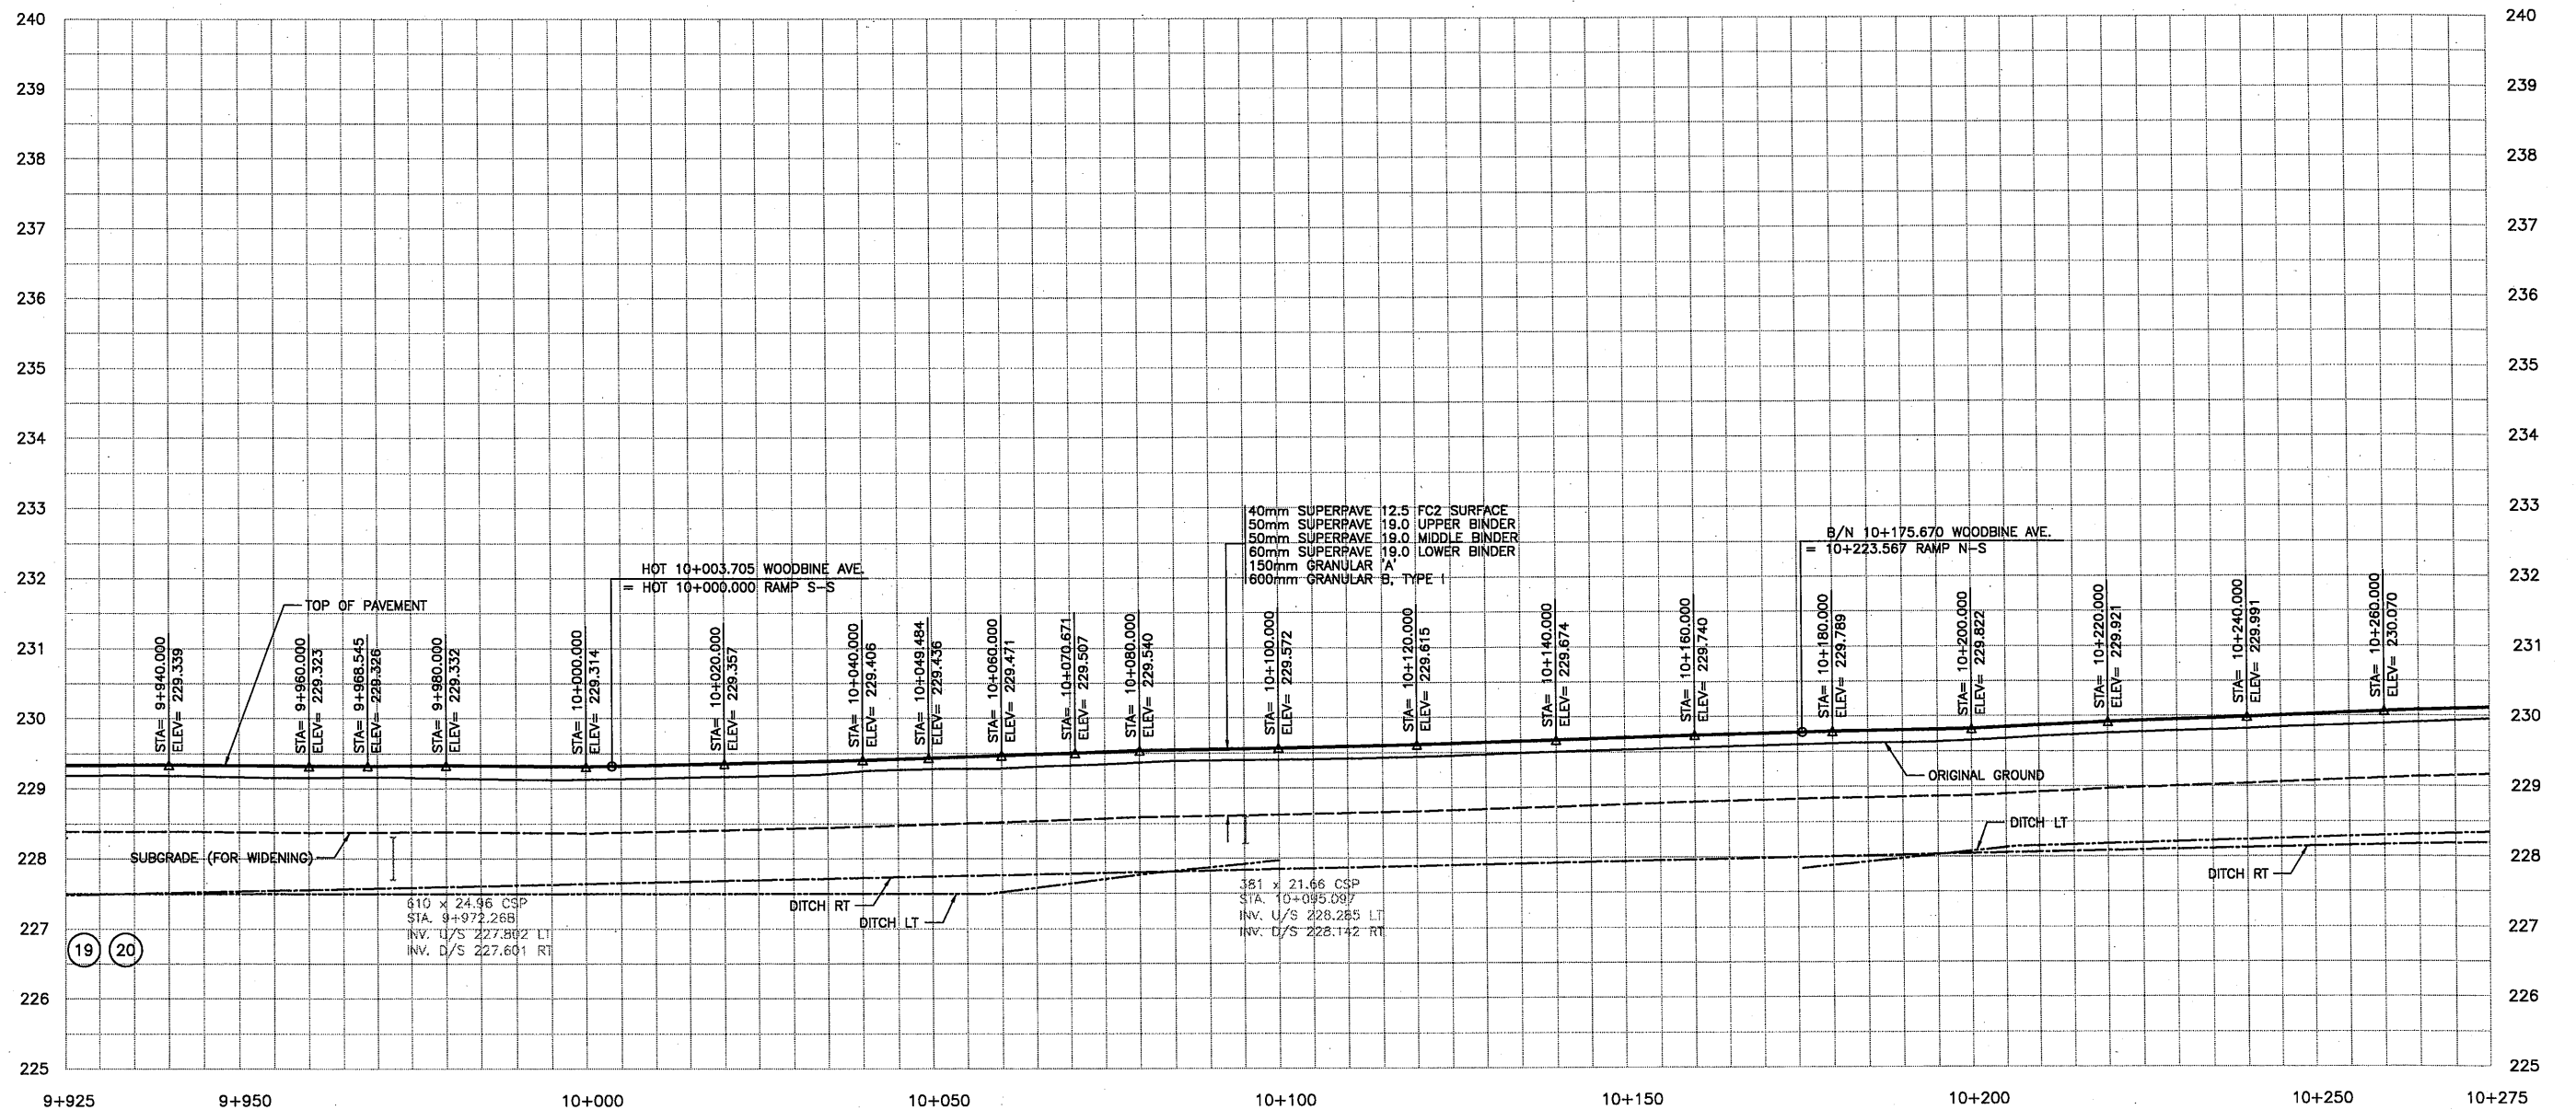 240
239
238
237
236
235
234
233
232
231
230
229
228
227
226
225
240
239
238
237
236
235
234
233
232
231
230
229
228
227
226
225
40mm SUPERPAVE 12.5 FC2 SURFACE
50mm SUPERPAVE 19.0 UPPER BINDER
50mm SUPERPAVE 19.0 MIDDLE BINDER
60mm SUPERPAVE 19.0 LOWER BINDER
150mm GRANULAR 'A'
600mm GRANULAR B, TYPE I
B/N 10+175.670 WOODBINE AVE.
= 10+223.567 RAMP N-S
HOT 10+003.705 WOODBINE AVE.
= HOT 10+000.000 RAMP S-S
TOP OF PAVEMENT
STA= 9+940.000
ELEV= 229.339
STA= 9+960.000
ELEV= 229.323
STA= 9+968.545
ELEV= 229.326
STA= 9+980.000
ELEV= 229.332
STA= 10+000.000
ELEV= 229.314
STA= 10+020.000
ELEV= 229.357
STA= 10+040.000
ELEV= 229.406
STA= 10+049.484
ELEV= 229.436
STA= 10+060.000
ELEV= 229.471
STA= 10+070.671
ELEV= 229.507
STA= 10+080.000
ELEV= 229.540
STA= 10+100.000
ELEV= 229.572
STA= 10+120.000
ELEV= 229.615
STA= 10+140.000
ELEV= 229.674
STA= 10+160.000
ELEV= 229.740
STA= 10+180.000
ELEV= 229.789
STA= 10+200.000
ELEV= 229.822
STA= 10+220.000
ELEV= 229.921
STA= 10+240.000
ELEV= 229.991
STA= 10+260.000
ELEV= 230.070
ORIGINAL GROUND
DITCH LT
SUBGRADE (FOR WIDENING)
DITCH RT
DITCH RT
DITCH LT
610 x 24.96 CSP
STA. 9+972.268
INV. U/S 227.802 LT
INV. D/S 227.601 RT
381 x 21.66 CSP
STA. 10+095.097
INV. U/S 228.285 LT
INV. D/S 228.142 RT
19 20
9+925 9+950 10+000 10+050 10+100 10+150 10+200 10+250 10+275